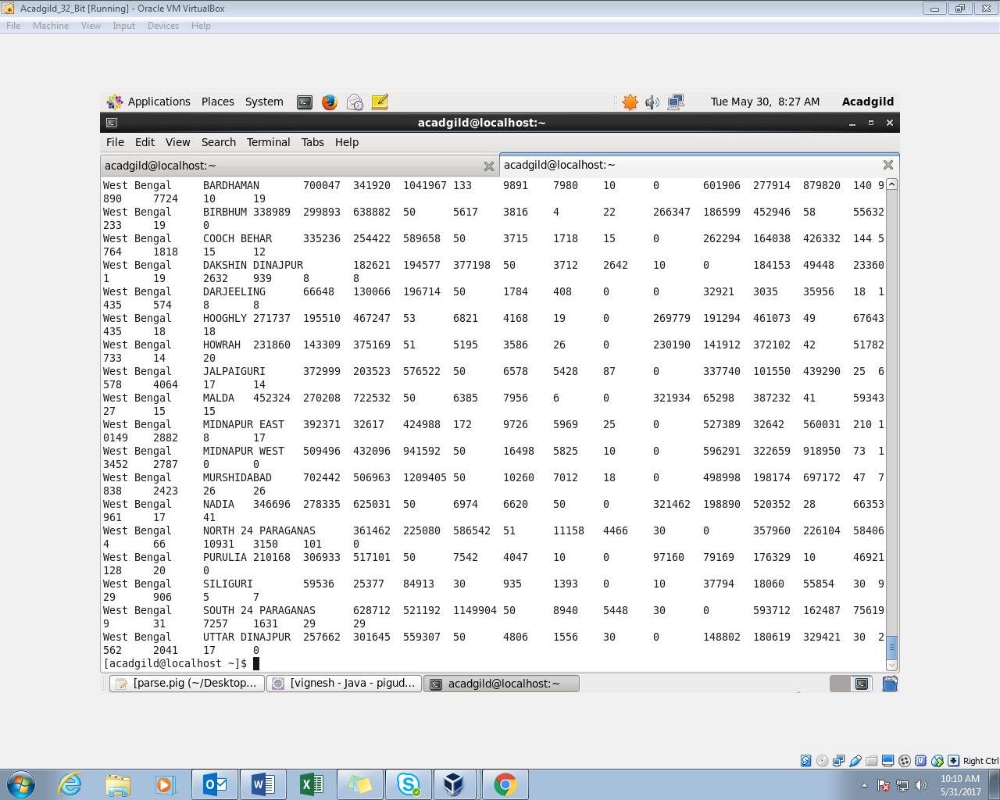 Acadgild_32_Bit [Running] - Oracle VM VirtualBox
File Machine View Input Devices Help
Applications Places System Tue May 30, 8:27 AM Acadgild
acadgild@localhost:~
File Edit View Search Terminal Tabs Help
acadgild@localhost:~ acadgild@localhost:~
West Bengal BARDHAMAN 700047 341920 1041967 133 9891 7980 10 0 601906 277914 879820 140 9
890 7724 10 19
West Bengal BIRBHUM 338989 299893 638882 50 5617 3816 4 22 266347 186599 452946 58 55632
233 19 0
West Bengal COOCH BEHAR 335236 254422 589658 50 3715 1718 15 0 262294 164038 426332 144 5
764 1818 15 12
West Bengal DAKSHIN DINAJPUR 182621 194577 377198 50 3712 2642 10 0 184153 49448 23360
1 19 2632 939 8 8
West Bengal DARJEELING 66648 130066 196714 50 1784 408 0 0 32921 3035 35956 18 1
435 574 8 8
West Bengal HOOGHLY 271737 195510 467247 53 6821 4168 19 0 269779 191294 461073 49 67643
435 18 18
West Bengal HOWRAH 231860 143309 375169 51 5195 3586 26 0 230190 141912 372102 42 51782
733 14 20
West Bengal JALPAIGURI 372999 203523 576522 50 6578 5428 87 0 337740 101550 439290 25 6
578 4064 17 14
West Bengal MALDA 452324 270208 722532 50 6385 7956 6 0 321934 65298 387232 41 59343
27 15 15
West Bengal MIDNAPUR EAST 392371 32617 424988 172 9726 5969 25 0 527389 32642 560031 210 1
0149 2882 8 17
West Bengal MIDNAPUR WEST 509496 432096 941592 50 16498 5825 10 0 596291 322659 918950 73 1
3452 2787 0 0
West Bengal MURSHIDABAD 702442 506963 1209405 50 10260 7012 18 0 498998 198174 697172 47 7
838 2423 26 26
West Bengal NADIA 346696 278335 625031 50 6974 6620 50 0 321462 198890 520352 28 66353
961 17 41
West Bengal NORTH 24 PARAGANAS 361462 225080 586542 51 11158 4466 30 0 357960 226104 58406
4 66 10931 3150 101 0
West Bengal PURULIA 210168 306933 517101 50 7542 4047 10 0 97160 79169 176329 10 46921
128 20 0
West Bengal SILIGURI 59536 25377 84913 30 935 1393 0 10 37794 18060 55854 30 9
29 906 5 7
West Bengal SOUTH 24 PARAGANAS 628712 521192 1149904 50 8940 5448 30 0 593712 162487 75619
9 31 7257 1631 29 29
West Bengal UTTAR DINAJPUR 257662 301645 559307 50 4806 1556 30 0 148802 180619 329421 30 2
562 2041 17 0
[acadgild@localhost ~]$
[parse.pig (~/Desktop... [vignesh - Java - pigud... acadgild@localhost:~
Right Ctrl
10:10 AM
5/31/2017